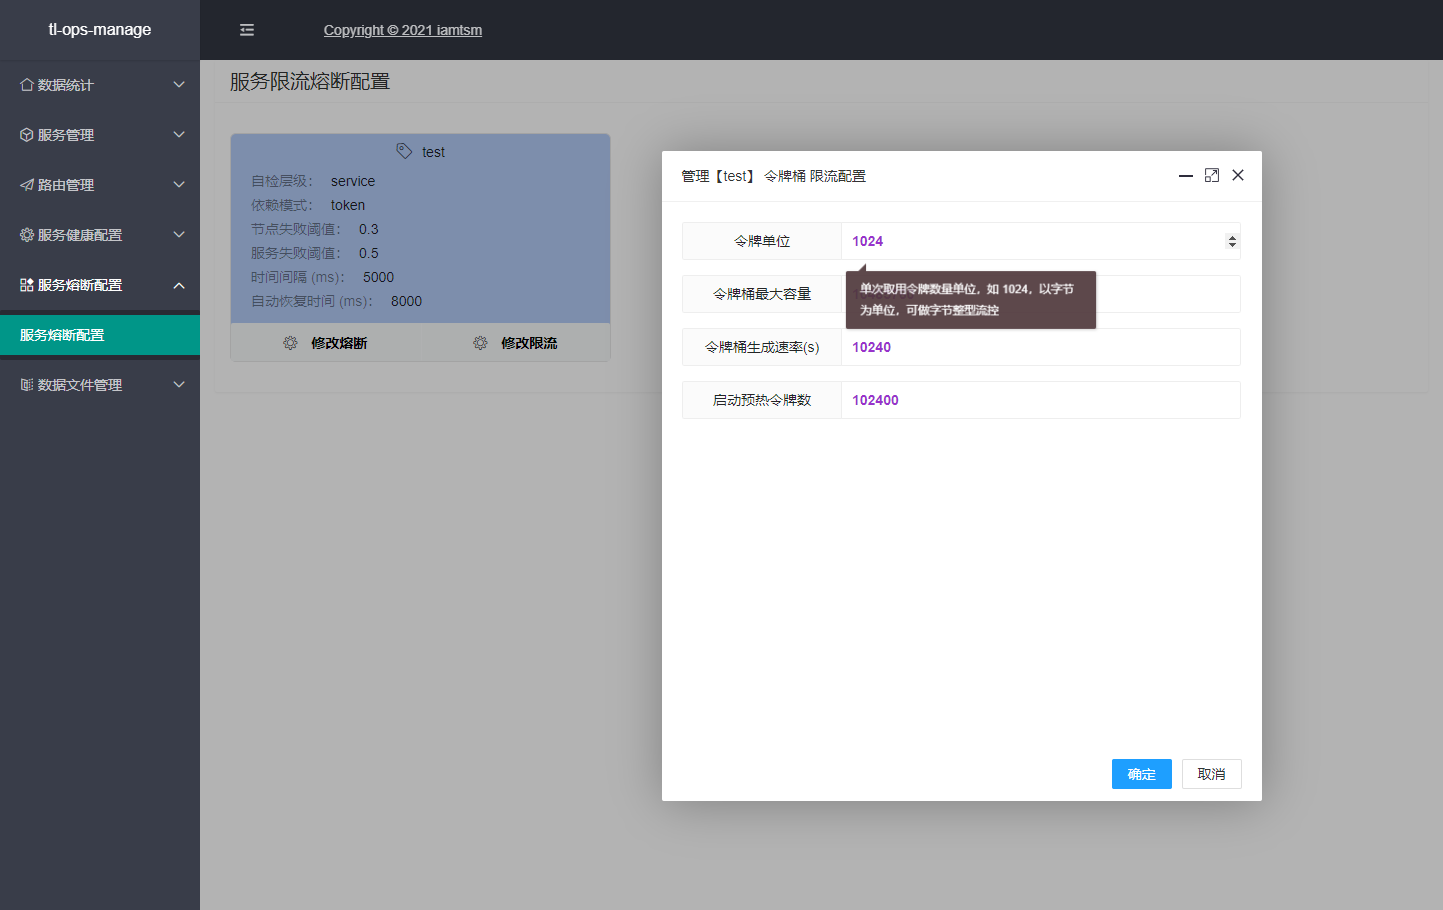 tl-ops-manage
Copyright © 2021 iamtsm
数据统计
服务管理
路由管理
服务健康配置
服务熔断配置
服务熔断配置
数据文件管理
服务限流熔断配置
test
自检层级： service
依赖模式： token
节点失败阈值： 0.3
服务失败阈值： 0.5
时间间隔 (ms)： 5000
自动恢复时间 (ms)： 8000
修改熔断 修改限流
管理【test】 令牌桶 限流配置
令牌单位 1024
单次取用令牌数量单位，如 1024，以字节
为单位，可做字节整型流控
令牌桶最大容量
令牌桶生成速率(s) 10240
启动预热令牌数 102400
确定 取消